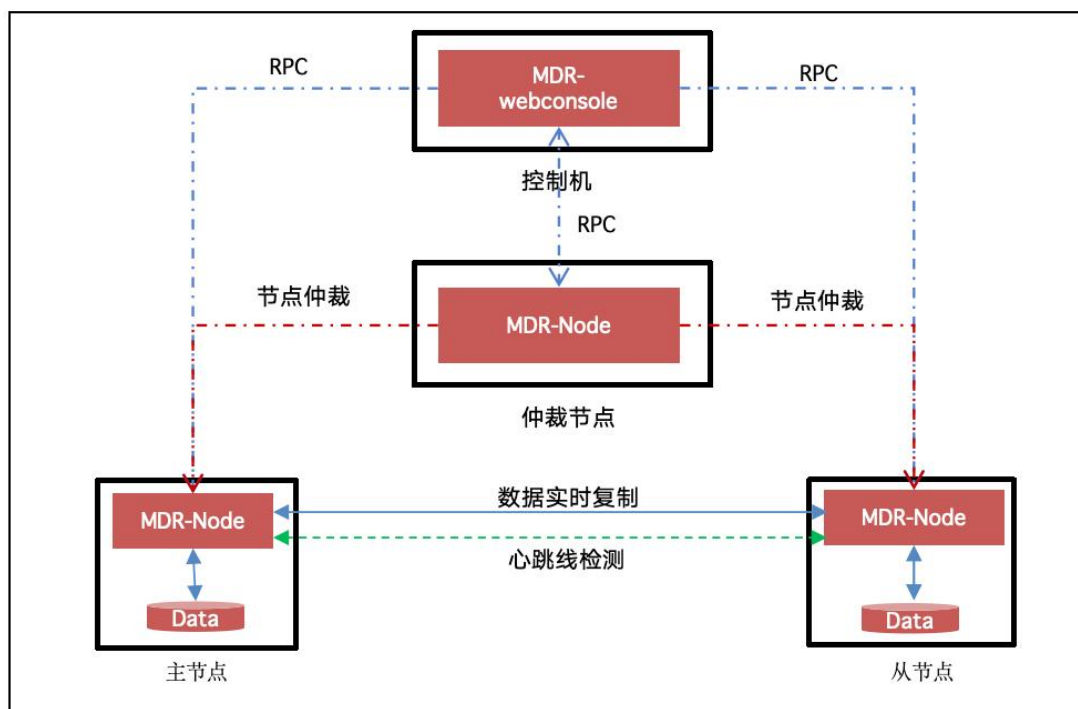 RPC
MDR-
webconsole
RPC
控制机
RPC
节点仲裁
MDR-Node
节点仲裁
仲裁节点
MDR-Node
数据实时复制
MDR-Node
心跳线检测
Data
Data
主节点
从节点